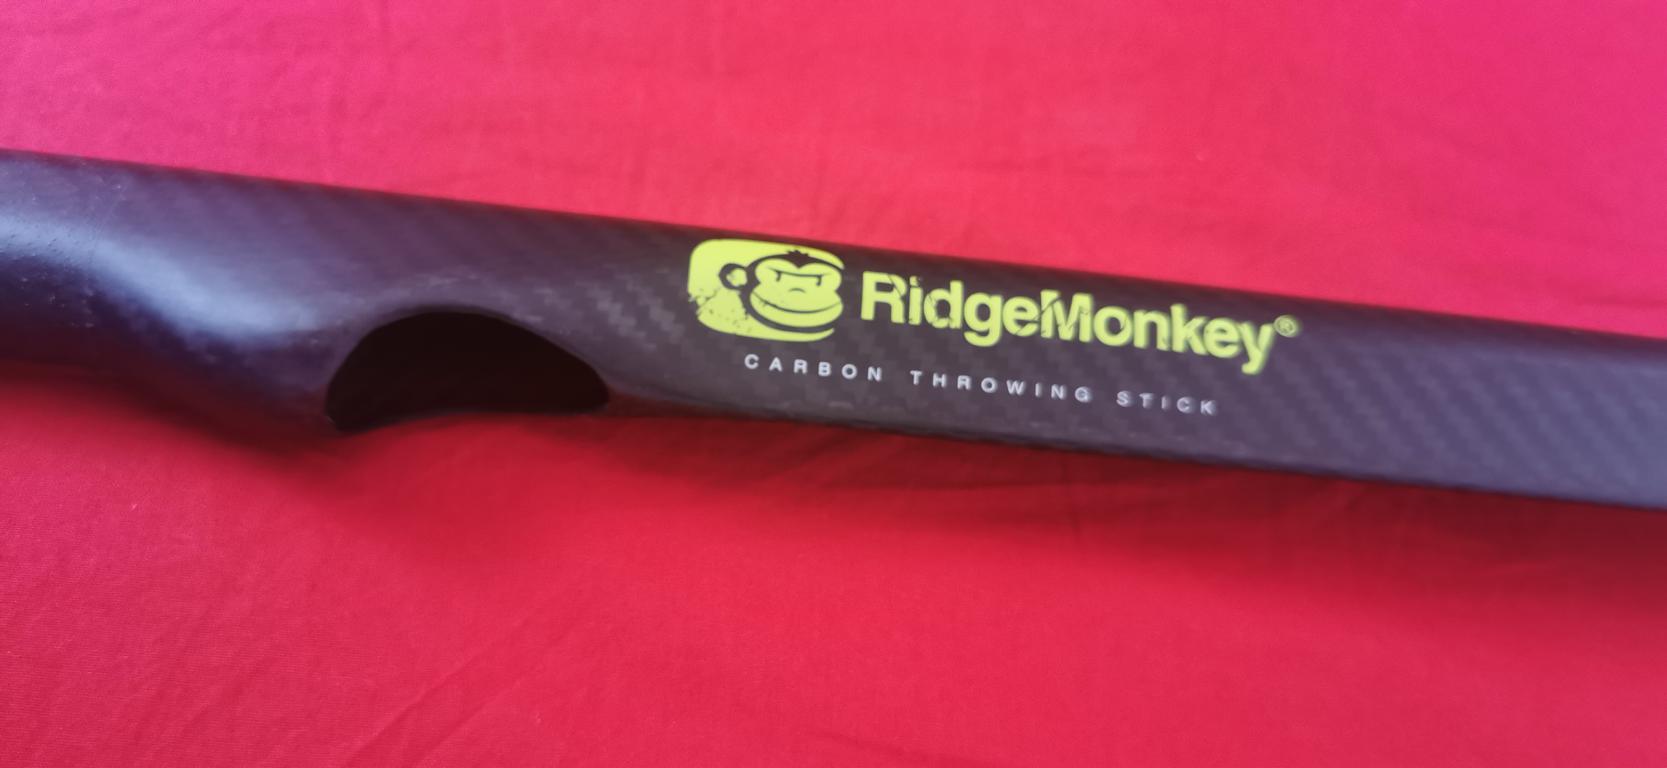 RidgeMonkey®
CARBON THROWING STICK